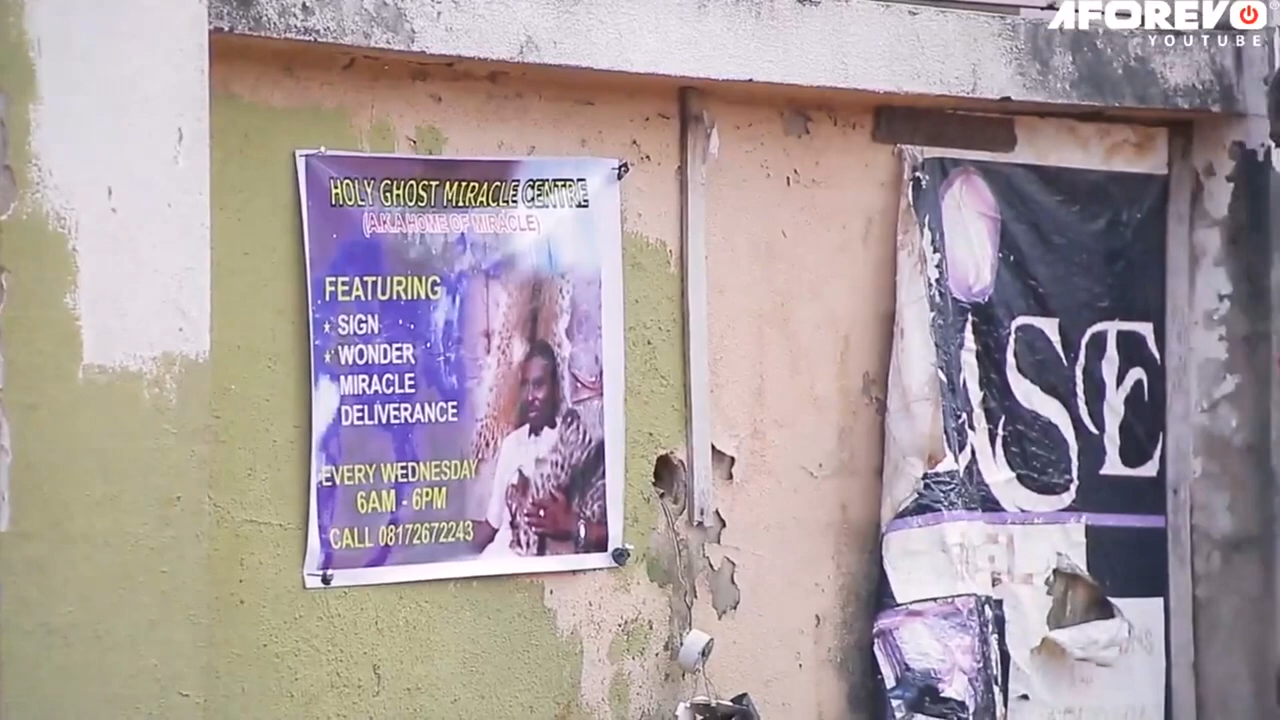 AFOREVO
YOUTUBE
HOLY GHOST MIRACLE CENTRE
(A.K.A HOME OF MIRACLE)
FEATURING
★ SIGN
★ WONDER
MIRACLE
DELIVERANCE
EVERY WEDNESDAY
6AM - 6PM
CALL 08172672243